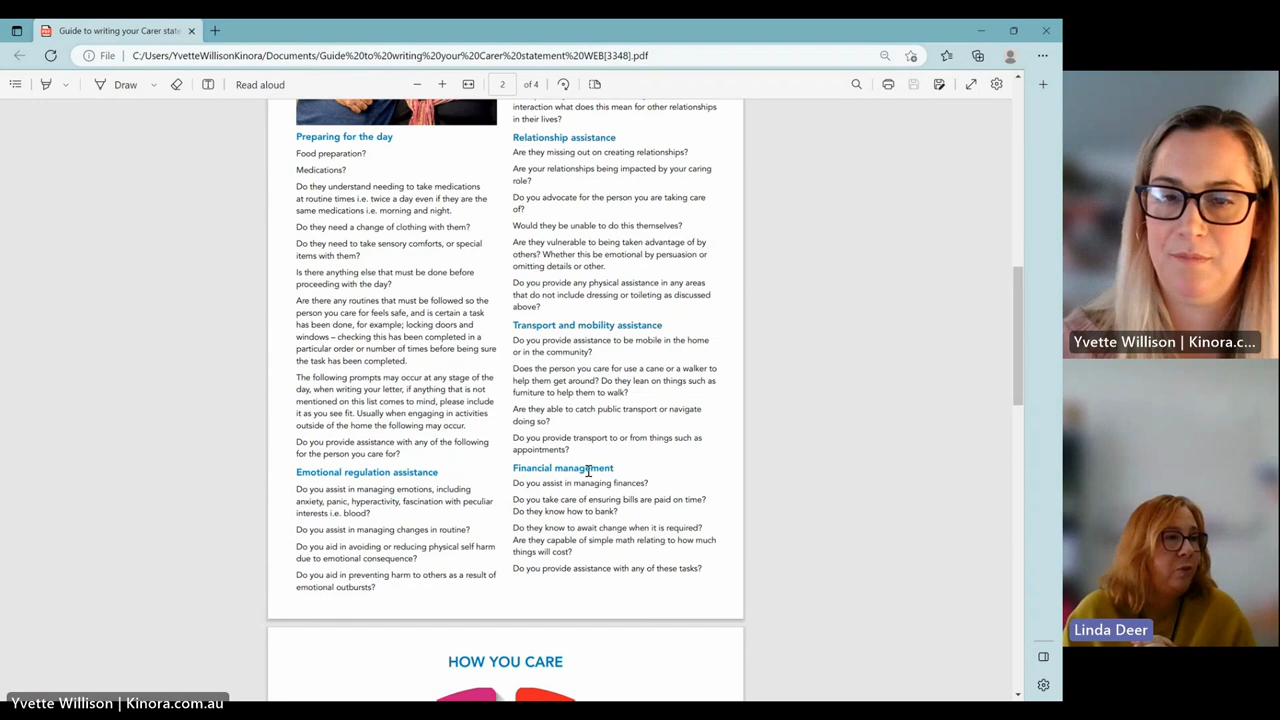 Guide to writing your Carer state
File
C:/Users/YvetteWillisonKinora/Documents/Guide%20to%20writing%20your%20Carer%20statement%20WEB[3348].pdf
Draw
Read aloud
2
of 4
Preparing for the day
Food preparation?
Medications?
Do they understand needing to take medications
at routine times i.e. twice a day even if they are the
same medications i.e. morning and night.
Do they need a change of clothing with them?
Do they need to take sensory comforts, or special
items with them?
Is there anything else that must be done before
proceeding with the day?
Are there any routines that must be followed so the
person you care for feels safe, and is certain a task
has been done, for example; locking doors and
windows – checking this has been completed in a
particular order or number of times before being sure
the task has been completed.
The following prompts may occur at any stage of the
day, when writing your letter, if anything that is not
mentioned on this list comes to mind, please include
it as you see fit. Usually when engaging in activities
outside of the home the following may occur.
Do you provide assistance with any of the following
for the person you care for?
Emotional regulation assistance
Do you assist in managing emotions, including
anxiety, panic, hyperactivity, fascination with peculiar
interests i.e. blood?
Do you assist in managing changes in routine?
Do you aid in avoiding or reducing physical self harm
due to emotional consequence?
Do you aid in preventing harm to others as a result of
emotional outbursts?
interaction what does this mean for other relationships
in their lives?
Relationship assistance
Are they missing out on creating relationships?
Are your relationships being impacted by your caring
role?
Do you advocate for the person you are taking care
of?
Would they be unable to do this themselves?
Are they vulnerable to being taken advantage of by
others? Whether this be emotional by persuasion or
omitting details or other.
Do you provide any physical assistance in any areas
that do not include dressing or toileting as discussed
above?
Transport and mobility assistance
Do you provide assistance to be mobile in the home
or in the community?
Does the person you care for use a cane or a walker to
help them get around? Do they lean on things such as
furniture to help them to walk?
Are they able to catch public transport or navigate
doing so?
Do you provide transport to or from things such as
appointments?
Financial management
Do you assist in managing finances?
Do you take care of ensuring bills are paid on time?
Do they know how to bank?
Do they know to await change when it is required?
Are they capable of simple math relating to how much
things will cost?
Do you provide assistance with any of these tasks?
HOW YOU CARE
Yvette Willison | Kinora.c...
Linda Deer
Yvette Willison | Kinora.com.au